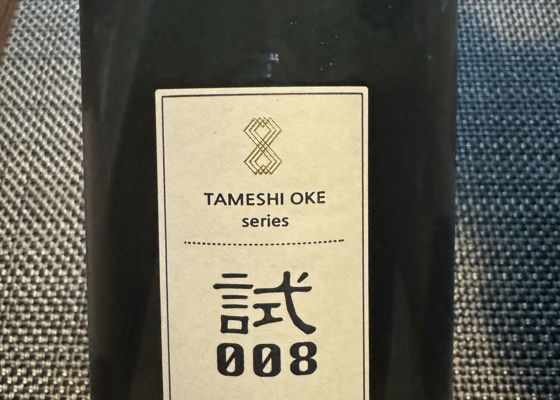 TAMESHI OKE
series
試
008